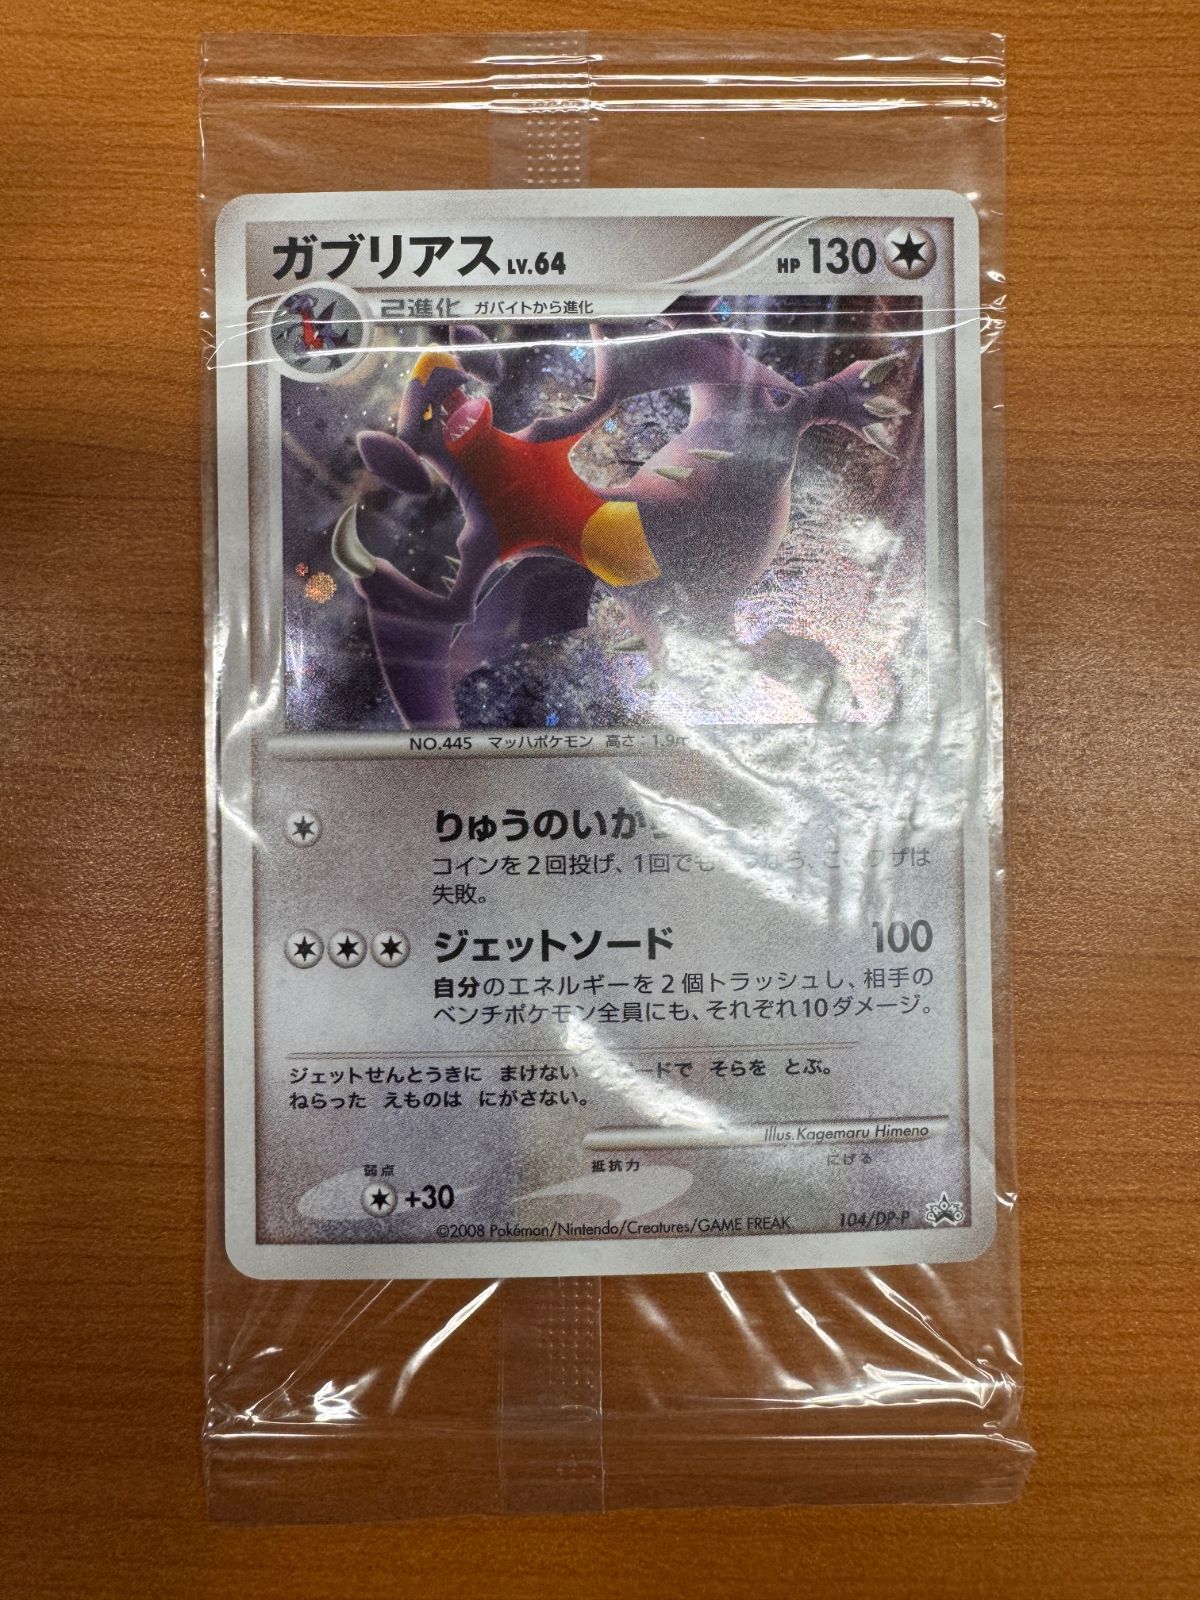 ガブリアス LV.64 HP 130
2進化 ガバイトから進化
NO.445 マッハポケモン 高さ：1.9
りゅうのいか
コインを2回投げ、1回でも ワザは
失敗。
ジェットソード 100
自分のエネルギーを2個トラッシュし、相手の
ベンチポケモン全員にも、それぞれ10ダメージ。
ジェットせんとうきに まけない ードで そらを とぶ。
ねらった えものは にがさない。
Illus. Kagemaru Himeno
弱点 抵抗力 にげる
+30
©2008 Pokémon/Nintendo/Creatures/GAME FREAK. 104/DP-P PROMO